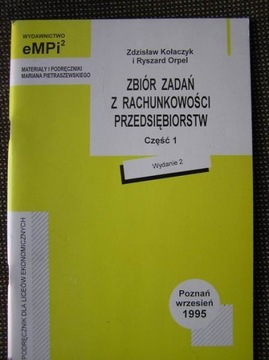 WYDAWNICTWO
eMPi²
MATERIAŁY I PODRĘCZNIKI
MARIANA PIETRASZEWSKIEGO
Zdzisław Kołaczyk
i Ryszard Orpel
ZBIÓR ZADAŃ
Z RACHUNKOWOŚCI
PRZEDSIĘBIORSTW
Część 1
Wydanie 2
PODRĘCZNIK DLA LICEÓW EKONOMICZNYCH
Poznań
wrzesień
1995